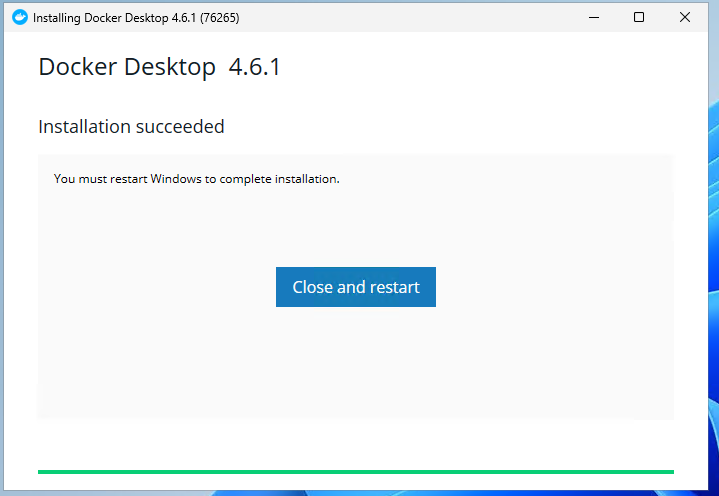 Installing Docker Desktop 4.6.1 (76265)
Docker Desktop 4.6.1
Installation succeeded
You must restart Windows to complete installation.
Close and restart